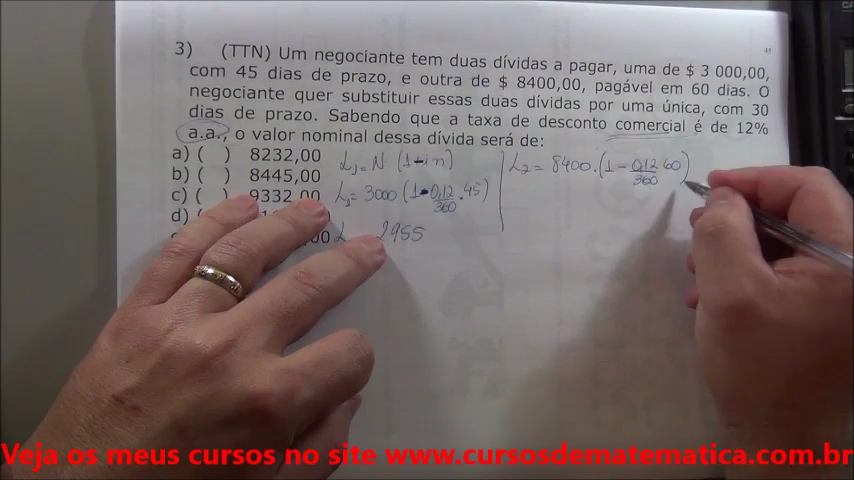 3) (TTN) Um negociante tem duas dívidas a pagar, uma de $ 3 000,00,
com 45 dias de prazo, e outra de $ 8400,00, pagável em 60 dias. O
negociante quer substituir essas duas dívidas por uma única, com 30
dias de prazo. Sabendo que a taxa de desconto comercial é de 12%
a.a., o valor nominal dessa dívida será de:
a) ( ) 8232,00
b) ( ) 8445,00
c) ( ) 9332,00
d) (
00
L1 = N (1-in)
L1 = 3000 (1-0,12/360 . 45)
2955
L2 = 8400.(1-0,12/360 60)
Veja os meus cursos no site www.cursosdematematica.com.br